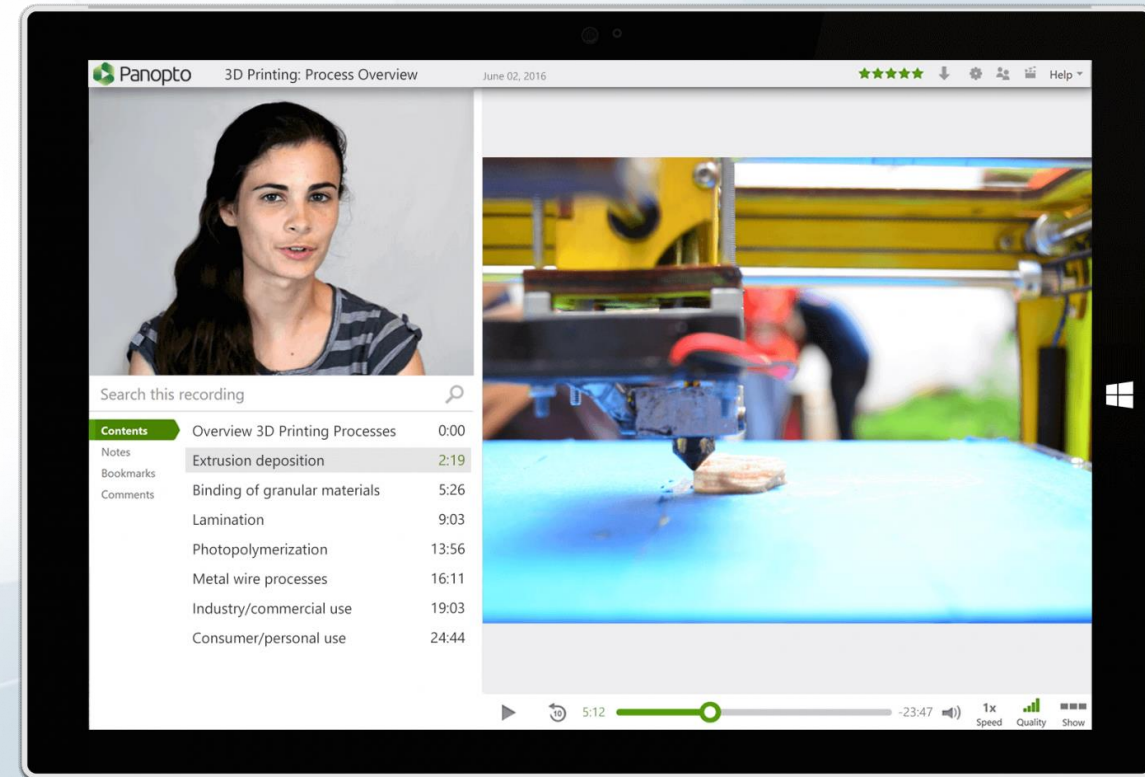 Panopto 3D Printing: Process Overview June 02, 2016 Help
Search this recording
Contents
Notes
Bookmarks
Comments
Overview 3D Printing Processes 0:00
Extrusion deposition 2:19
Binding of granular materials 5:26
Lamination 9:03
Photopolymerization 13:56
Metal wire processes 16:11
Industry/commercial use 19:03
Consumer/personal use 24:44
10 5:12 -23:47 1x
Speed Quality Show